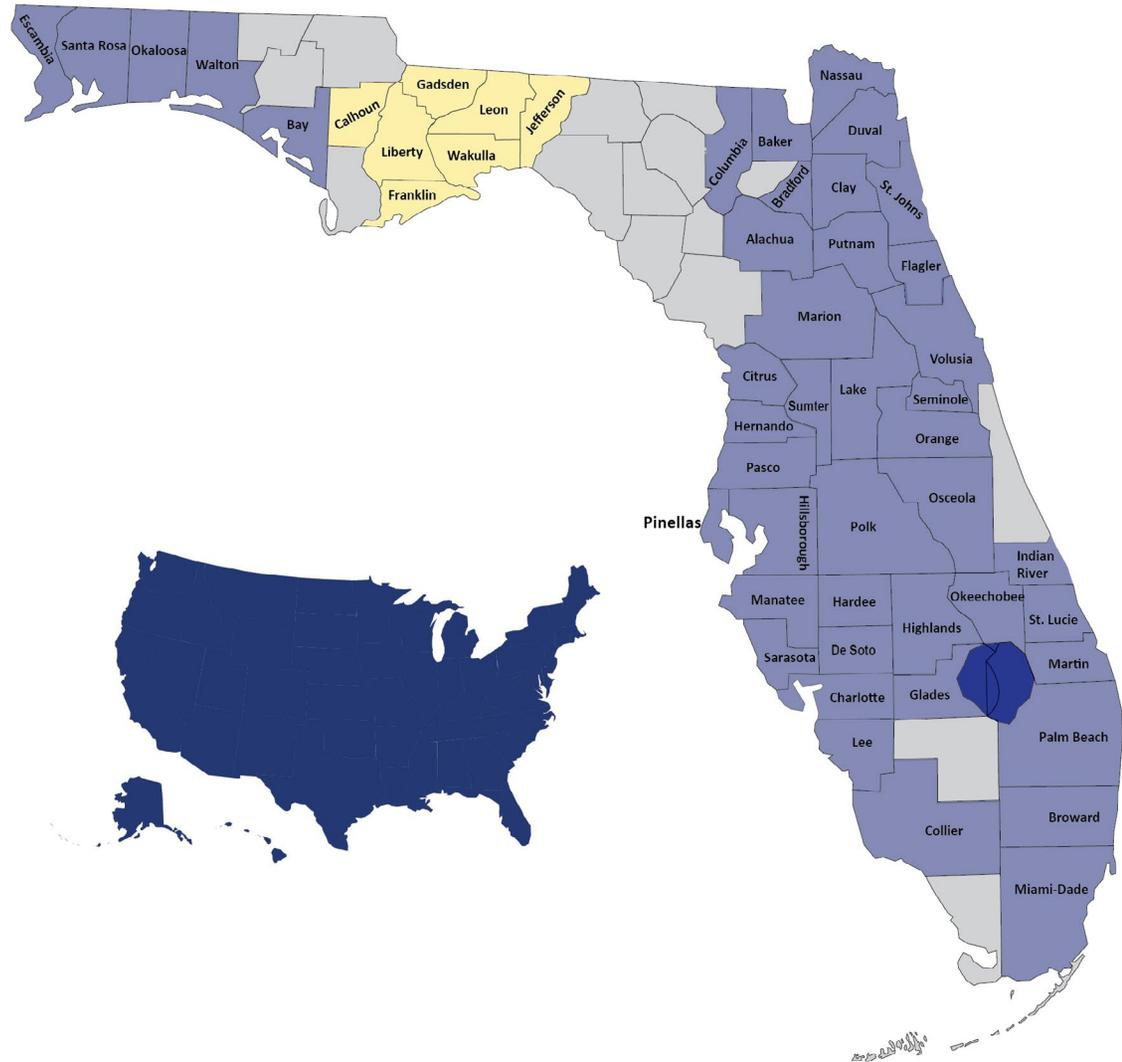 Escambia
Santa Rosa
Okaloosa
Walton
Bay
Calhoun
Gadsden
Liberty
Franklin
Leon
Wakulla
Jefferson
Columbia
Baker
Bradford
Nassau
Duval
Clay
St. Johns
Alachua
Putnam
Flagler
Marion
Volusia
Citrus
Sumter
Lake
Seminole
Hernando
Orange
Pasco
Pinellas
Hillsborough
Polk
Osceola
Indian
River
Manatee
Hardee
Highlands
Okeechobee
St. Lucie
Sarasota
De Soto
Martin
Charlotte
Glades
Lee
Palm Beach
Collier
Broward
Miami-Dade